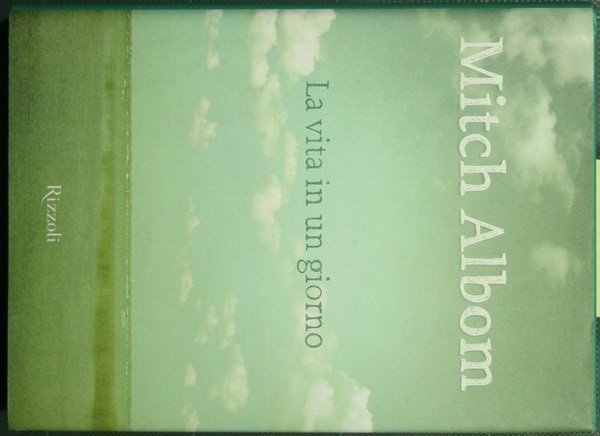 Mitch Albom
La vita in un giorno
Rizzoli